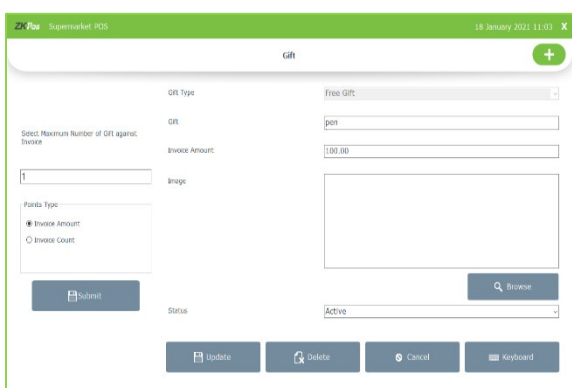 ZKPos Supermarket POS 18 January 2021 11:03 X
Gift
Gift Type Free Gift
Gift pen
Select Maximum Number of Gift against
Invoice
Invoice Amount 100.00
1
Image
Points Type
Invoice Amount
Invoice Count
Submit
Browse
Status Active
Update Delete Cancel Keyboard